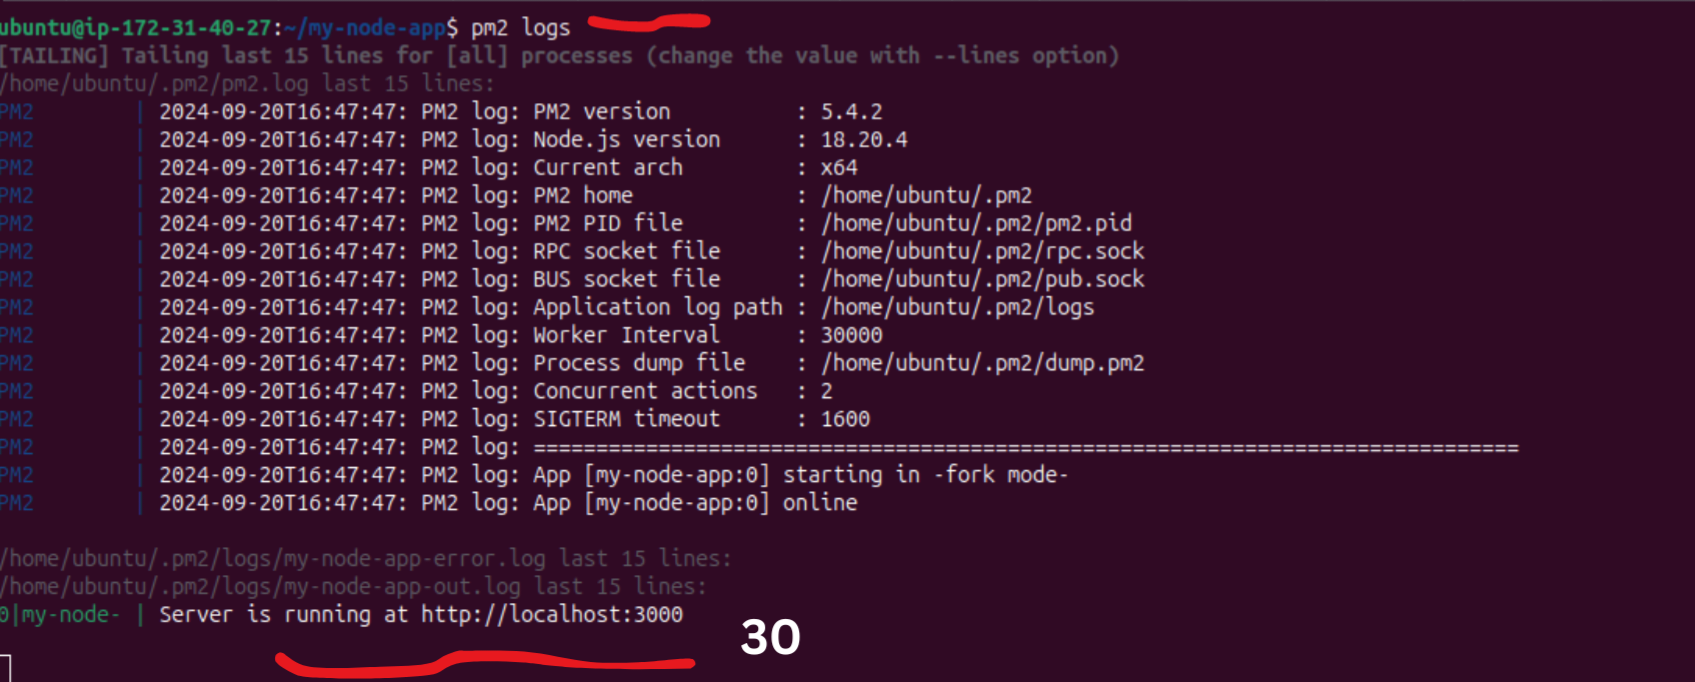 ubuntu@ip-172-31-40-27:~/my-node-app$ pm2 logs
[TAILING] Tailing last 15 lines for [all] processes (change the value with --lines option)
/home/ubuntu/.pm2/pm2.log last 15 lines:
PM2        | 2024-09-20T16:47:47: PM2 log: PM2 version          : 5.4.2
PM2        | 2024-09-20T16:47:47: PM2 log: Node.js version      : 18.20.4
PM2        | 2024-09-20T16:47:47: PM2 log: Current arch         : x64
PM2        | 2024-09-20T16:47:47: PM2 log: PM2 home             : /home/ubuntu/.pm2
PM2        | 2024-09-20T16:47:47: PM2 log: PM2 PID file         : /home/ubuntu/.pm2/pm2.pid
PM2        | 2024-09-20T16:47:47: PM2 log: RPC socket file      : /home/ubuntu/.pm2/rpc.sock
PM2        | 2024-09-20T16:47:47: PM2 log: BUS socket file      : /home/ubuntu/.pm2/pub.sock
PM2        | 2024-09-20T16:47:47: PM2 log: Application log path : /home/ubuntu/.pm2/logs
PM2        | 2024-09-20T16:47:47: PM2 log: Worker Interval      : 30000
PM2        | 2024-09-20T16:47:47: PM2 log: Process dump file    : /home/ubuntu/.pm2/dump.pm2
PM2        | 2024-09-20T16:47:47: PM2 log: Concurrent actions   : 2
PM2        | 2024-09-20T16:47:47: PM2 log: SIGTERM timeout      : 1600
PM2        | 2024-09-20T16:47:47: PM2 log: ===============================================================================
PM2        | 2024-09-20T16:47:47: PM2 log: App [my-node-app:0] starting in -fork mode-
PM2        | 2024-09-20T16:47:47: PM2 log: App [my-node-app:0] online
/home/ubuntu/.pm2/logs/my-node-app-error.log last 15 lines:
/home/ubuntu/.pm2/logs/my-node-app-out.log last 15 lines:
0|my-node- | Server is running at http://localhost:3000
30